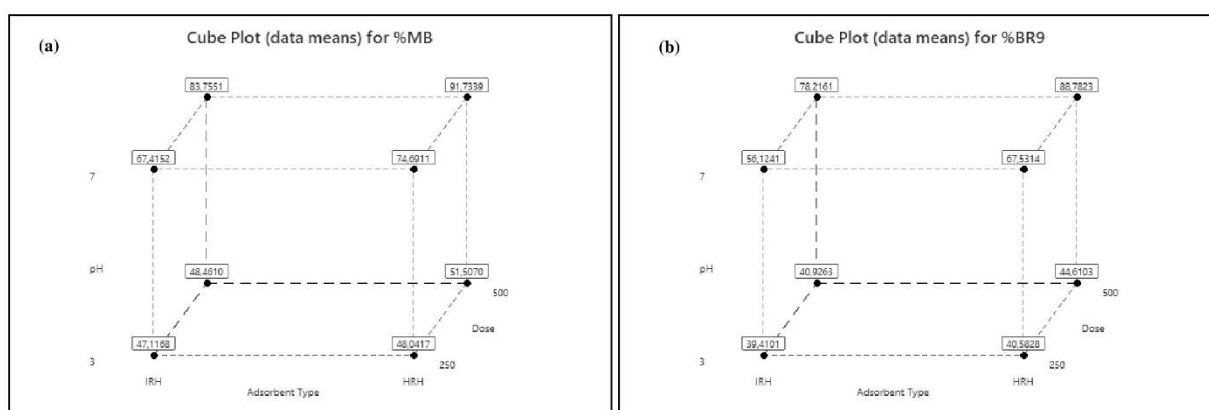 (a)
Cube Plot (data means) for %MB
83,7551
91,7339
67,4152
74,6911
7
pH
48,4610
51,5070
500
Dose
47,1168
48,0417
3
250
IRH
HRH
Adsorbent Type
(b)
Cube Plot (data means) for %BR9
78,2161
88,7823
56,1241
67,5314
7
pH
40,9263
44,6103
500
Dose
39,4101
40,5828
3
250
IRH
HRH
Adsorbent Type